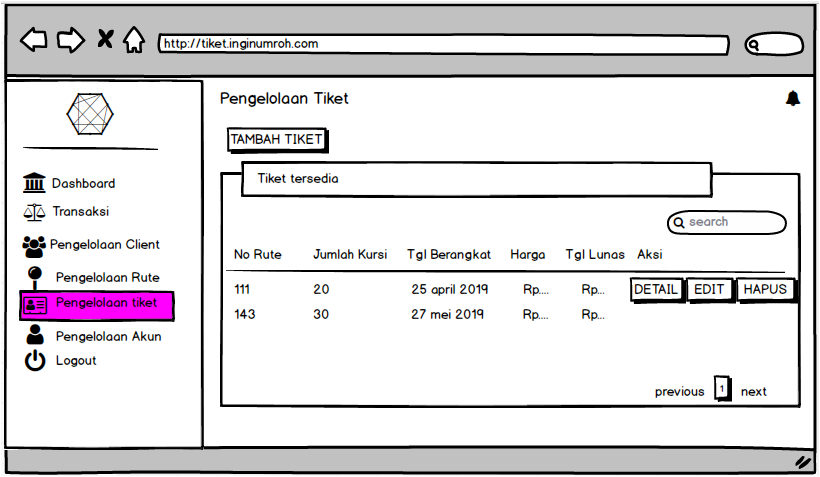 http://tiket.inginumroh.com
Pengelolaan Tiket
TAMBAH TIKET
Dashboard
Transaksi
Pengelolaan Client
Pengelolaan Rute
Pengelolaan tiket
Pengelolaan Akun
Logout
Tiket tersedia
search
No Rute Jumlah Kursi Tgl Berangkat Harga Tgl Lunas Aksi
111 20 25 april 2019 Rp.... Rp... DETAIL EDIT HAPUS
143 30 27 mei 2019 Rp.... Rp...
previous 1 next